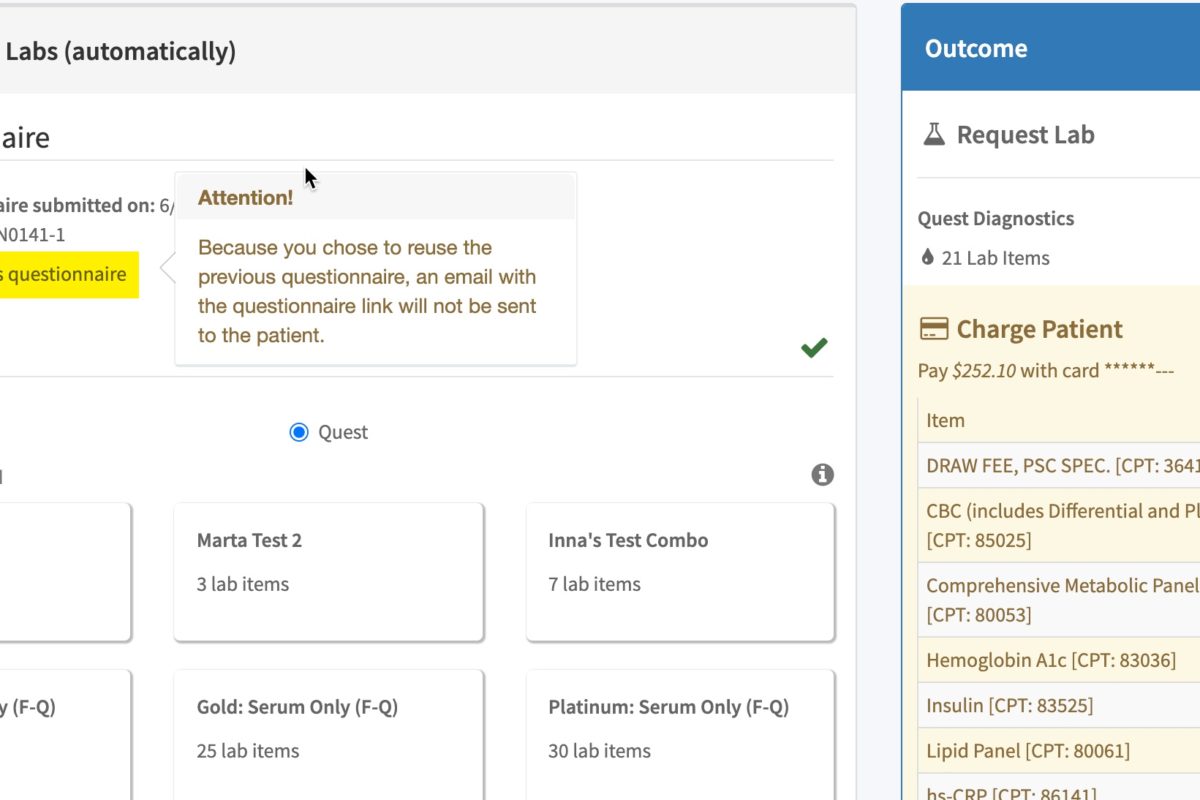 Labs (automatically)
aire
aire submitted on: 6/
N0141-1
s questionnaire
Attention!
Because you chose to reuse the
previous questionnaire, an email with
the questionnaire link will not be sent
to the patient.
Quest
Marta Test 2
3 lab items
Inna's Test Combo
7 lab items
y (F-Q)
Gold: Serum Only (F-Q)
25 lab items
Platinum: Serum Only (F-Q)
30 lab items
Outcome
Request Lab
Quest Diagnostics
21 Lab Items
Charge Patient
Pay $252.10 with card ******---
Item
DRAW FEE, PSC SPEC. [CPT: 3641
CBC (includes Differential and Pl
[CPT: 85025]
Comprehensive Metabolic Panel
[CPT: 80053]
Hemoglobin A1c [CPT: 83036]
Insulin [CPT: 83525]
Lipid Panel [CPT: 80061]
hs-CRP [CPT: 86141]